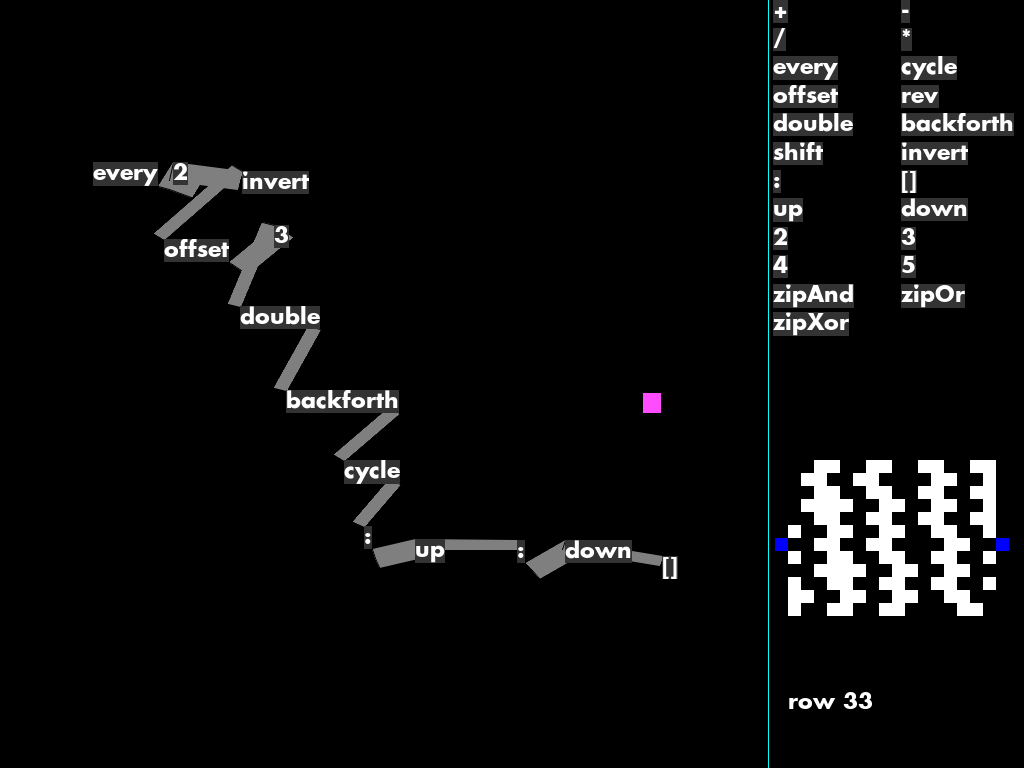 + -
/ *
every cycle
offset rev
double backforth
shift invert
: []
up down
2 3
4 5
zipAnd zipOr
zipXor
every 2 invert
offset 3
double
backforth
cycle
:
up : down []
row 33